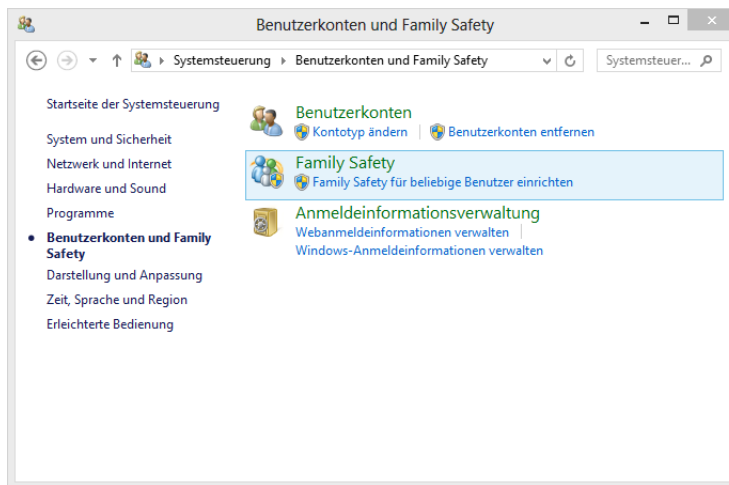 Benutzerkonten und Family Safety
Systemsteuerung Benutzerkonten und Family Safety Systemsteuer...
Startseite der Systemsteuerung
System und Sicherheit
Netzwerk und Internet
Hardware und Sound
Programme
Benutzerkonten und Family
Safety
Darstellung und Anpassung
Zeit, Sprache und Region
Erleichterte Bedienung
Benutzerkonten
Kontotyp ändern Benutzerkonten entfernen
Family Safety
Family Safety für beliebige Benutzer einrichten
Anmeldeinformationsverwaltung
Webanmeldeinformationen verwalten
Windows-Anmeldeinformationen verwalten